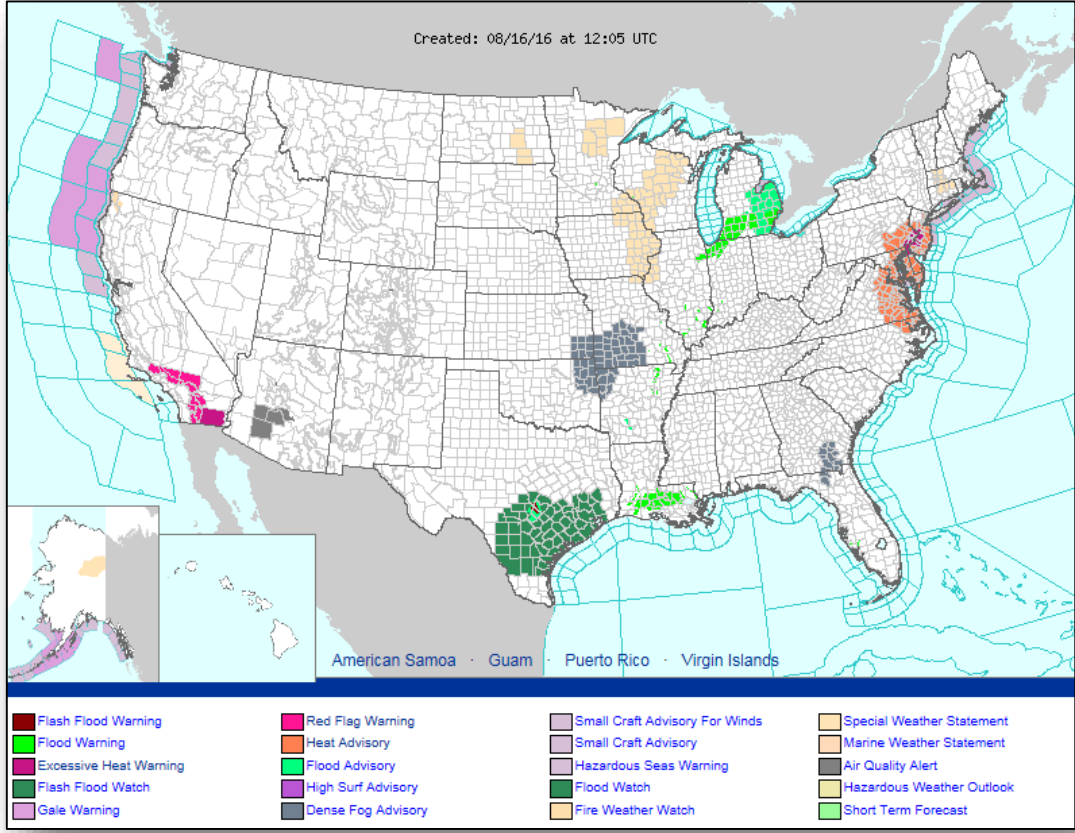 Created: 08/16/16 at 12:05 UTC
American Samoa · Guam · Puerto Rico · Virgin Islands
Flash Flood Warning
Red Flag Warning
Small Craft Advisory For Winds
Special Weather Statement
Flood Warning
Heat Advisory
Small Craft Advisory
Marine Weather Statement
Excessive Heat Warning
Flood Advisory
Hazardous Seas Warning
Air Quality Alert
Flash Flood Watch
High Surf Advisory
Flood Watch
Hazardous Weather Outlook
Gale Warning
Dense Fog Advisory
Fire Weather Watch
Short Term Forecast